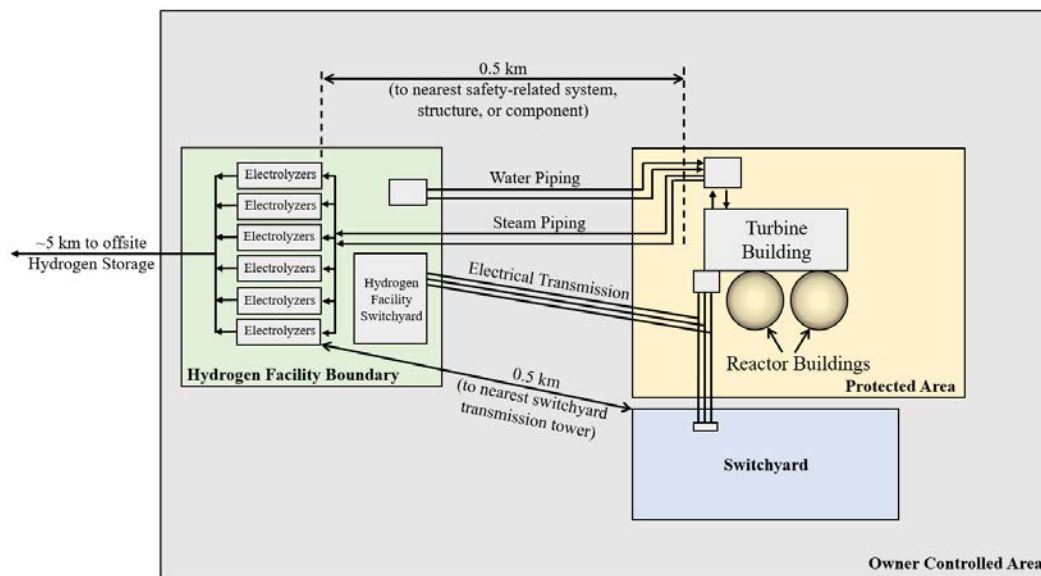 0.5 km
(to nearest safety-related system,
structure, or component)
Electrolyzers
Electrolyzers
Electrolyzers
Electrolyzers
Electrolyzers
Electrolyzers
Water Piping
Steam Piping
Turbine
Building
~5 km to offsite
Hydrogen Storage
Hydrogen
Facility
Switchyard
Electrical Transmission
Reactor Buildings
Hydrogen Facility Boundary
Protected Area
0.5 km
(to nearest switchyard
transmission tower)
Switchyard
Owner Controlled Area